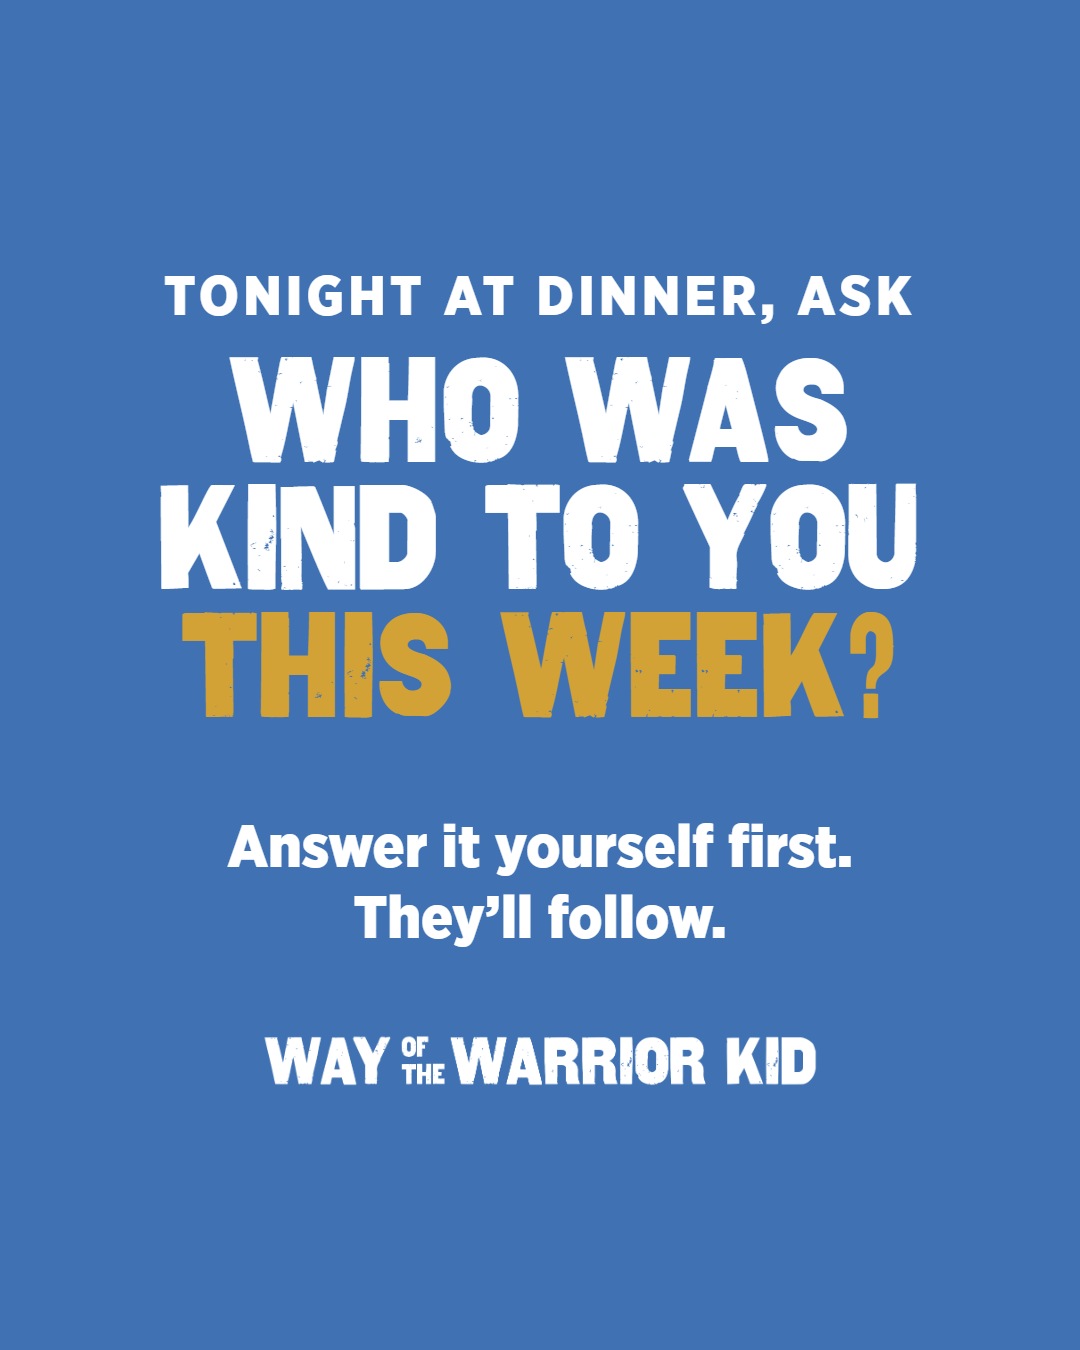 TONIGHT AT DINNER, ASK
WHO WAS
KIND TO YOU
THIS WEEK?
Answer it yourself first.
They’ll follow.
WAY OF THE WARRIOR KID